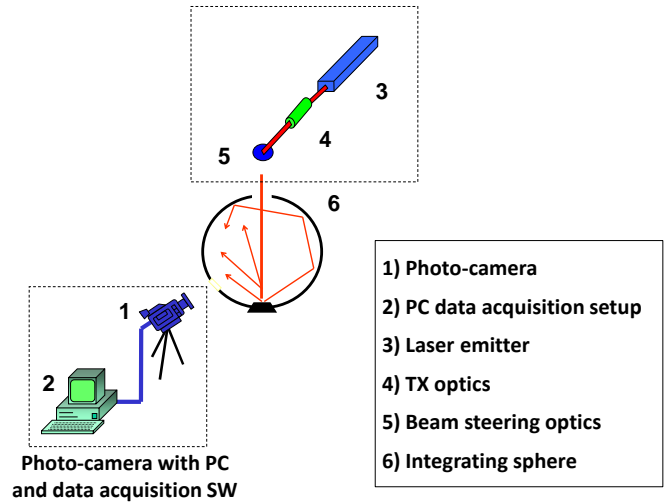 3
4
5
6
1
2
Photo-camera with PC
and data acquisition SW
1) Photo-camera
2) PC data acquisition setup
3) Laser emitter
4) TX optics
5) Beam steering optics
6) Integrating sphere